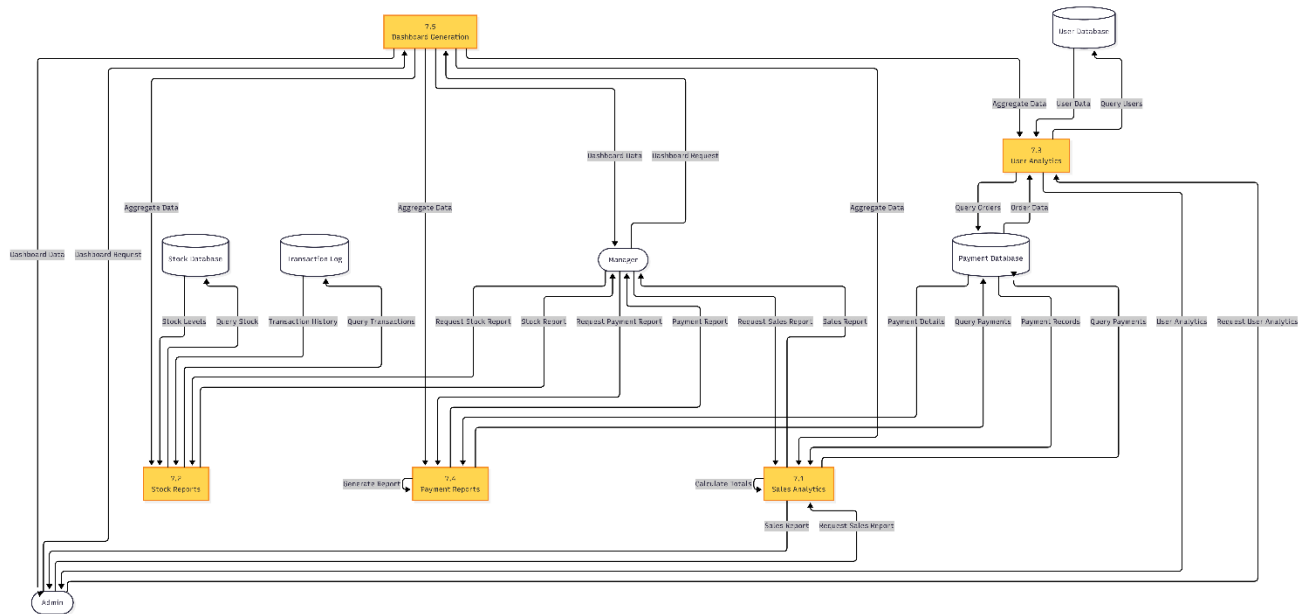 7.5
Dashboard Generation
User Database
Aggregate Data
User Data
Query Users
7.3
User Analytics
Dashboard Data
Dashboard Request
Aggregate Data
Aggregate Data
Aggregate Data
Query Orders
Order Data
Dashboard Data
Dashboard Request
Stock Database
Transaction Log
Manager
Payment Database
Stock Levels
Query Stock
Transaction History
Query Transactions
Request Stock Report
Stock Report
Request Payment Report
Payment Report
Request Sales Report
Sales Report
Payment Details
Query Payments
Payment Records
Query Payments
User Analytics
Request User Analytics
7.2
Stock Reports
Generate Report
7.4
Payment Reports
Calculate Totals
7.1
Sales Analytics
Sales Report
Request Sales Report
Admin